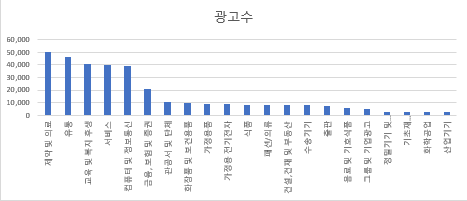 광고수
60,000
50,000
40,000
30,000
20,000
10,000
0
제약 및 의료
유통
교육 및 복지 후생
서비스
컴퓨터 및 정보통신
금융, 보험 및 증권
관공서 및 단체
화장품 및 보건용품
가정용품
가정용 전기전자
식품
패션/의류
건설,건재 및 부동산
수송기기
출판
음료 및 기호식품
그룹 및 기업광고
정밀기기 및…
기초재…
화학공업
산업기기